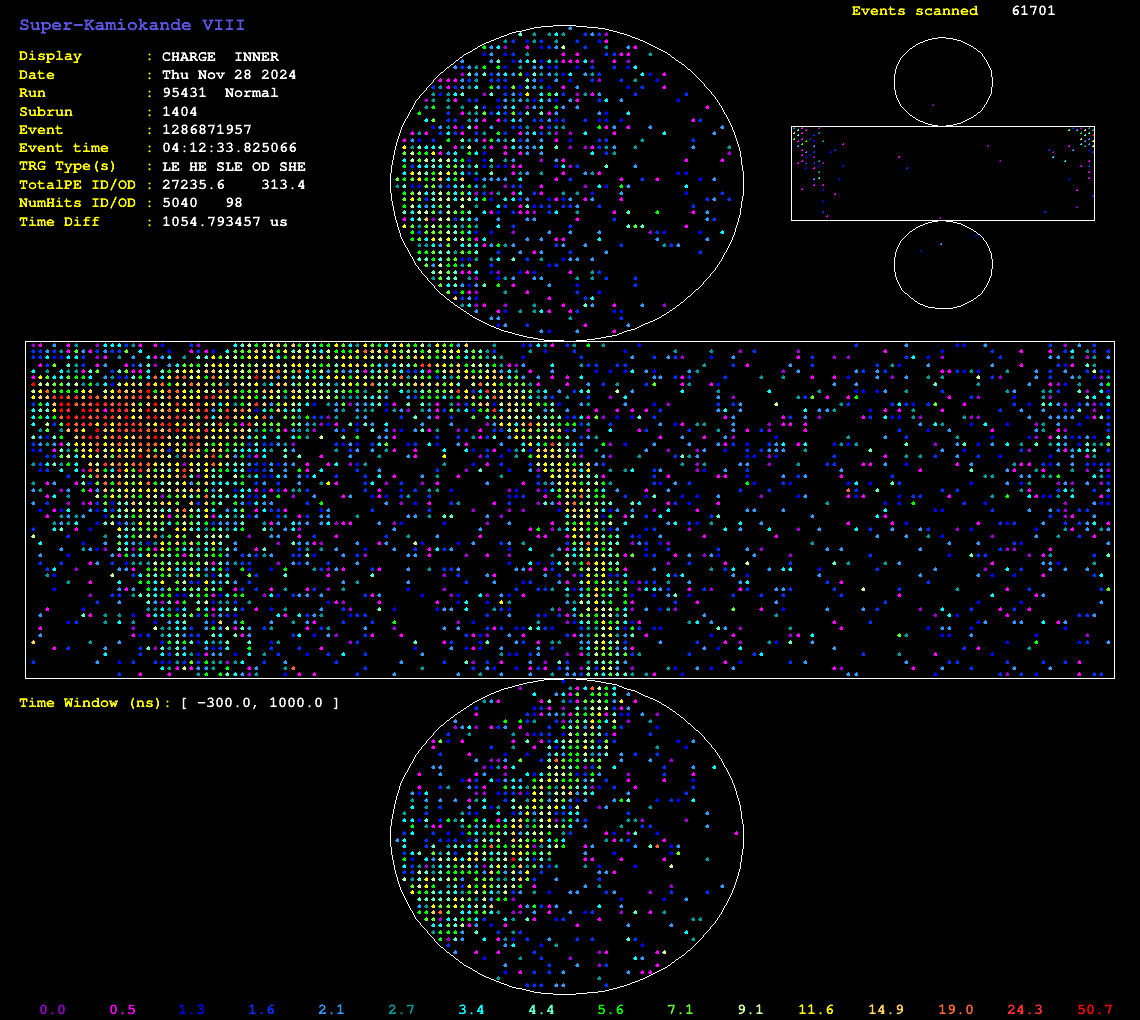 Super-Kamiokande VIII
Events scanned 61701
Display : CHARGE INNER
Date : Thu Nov 28 2024
Run : 95431 Normal
Subrun : 1404
Event : 1286871957
Event time : 04:12:33.825066
TRG Type(s) : LE HE SLE OD SHE
TotalPE ID/OD : 27235.6 313.4
NumHits ID/OD : 5040 98
Time Diff : 1054.793457 us
Time Window (ns): [ -300.0, 1000.0 ]
0.0 0.5 1.3 1.6 2.1 2.7 3.4 4.4 5.6 7.1 9.1 11.6 14.9 19.0 24.3 50.7